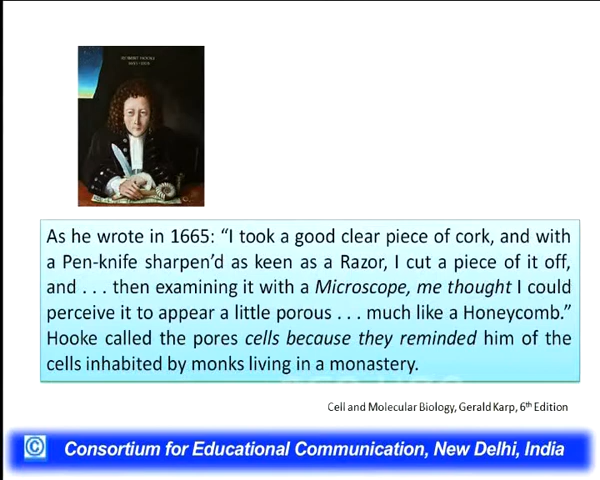 ROBERT HOOKE
As he wrote in 1665: “I took a good clear piece of cork, and with
a Pen-knife sharpen’d as keen as a Razor, I cut a piece of it off,
and . . . then examining it with a Microscope, me thought I could
perceive it to appear a little porous . . . much like a Honeycomb.”
Hooke called the pores cells because they reminded him of the
cells inhabited by monks living in a monastery.
Cell and Molecular Biology, Gerald Karp, 6th Edition
© Consortium for Educational Communication, New Delhi, India